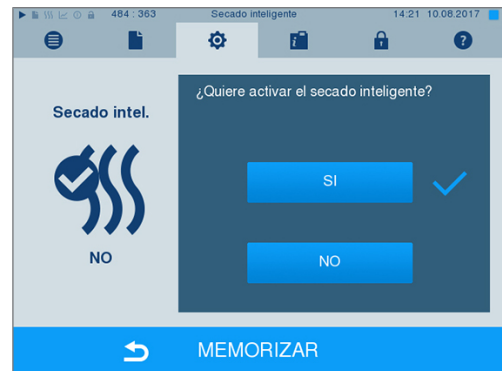 484 : 363 Secado inteligente 14:21 10.08.2017
¿Quiere activar el secado inteligente?
Secado intel.
SI
NO
NO
MEMORIZAR